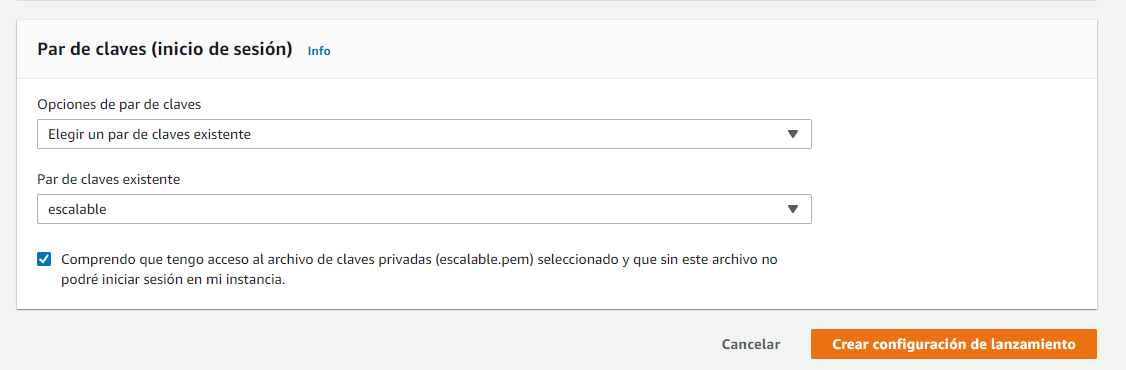 Par de claves (inicio de sesión) Info
Opciones de par de claves
Elegir un par de claves existente
Par de claves existente
escalable
Comprendo que tengo acceso al archivo de claves privadas (escalable.pem) seleccionado y que sin este archivo no
podré iniciar sesión en mi instancia.
Cancelar Crear configuración de lanzamiento